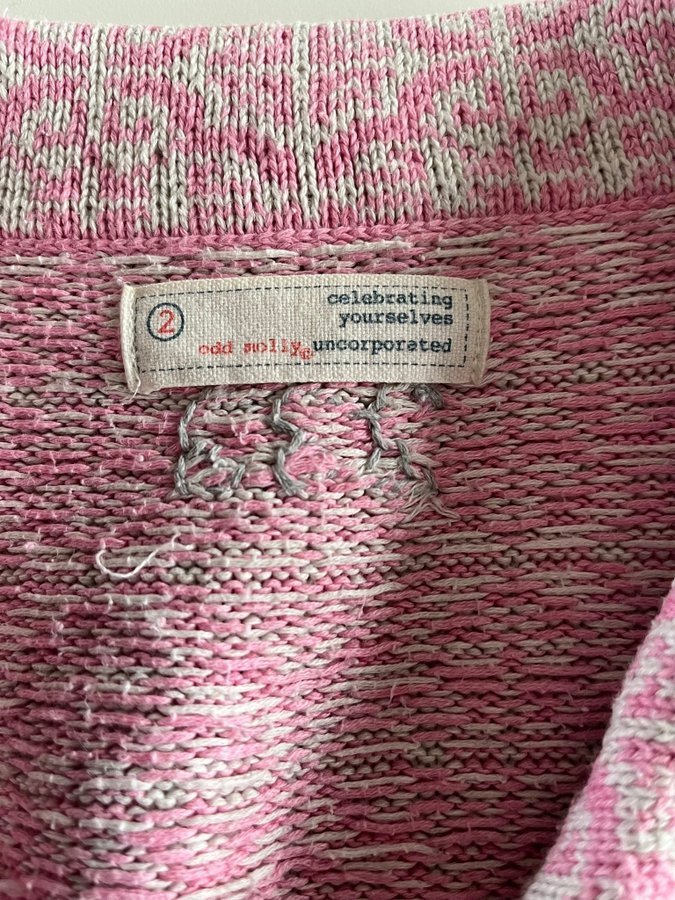 2
celebrating
yourselves
odd molly® uncorporated